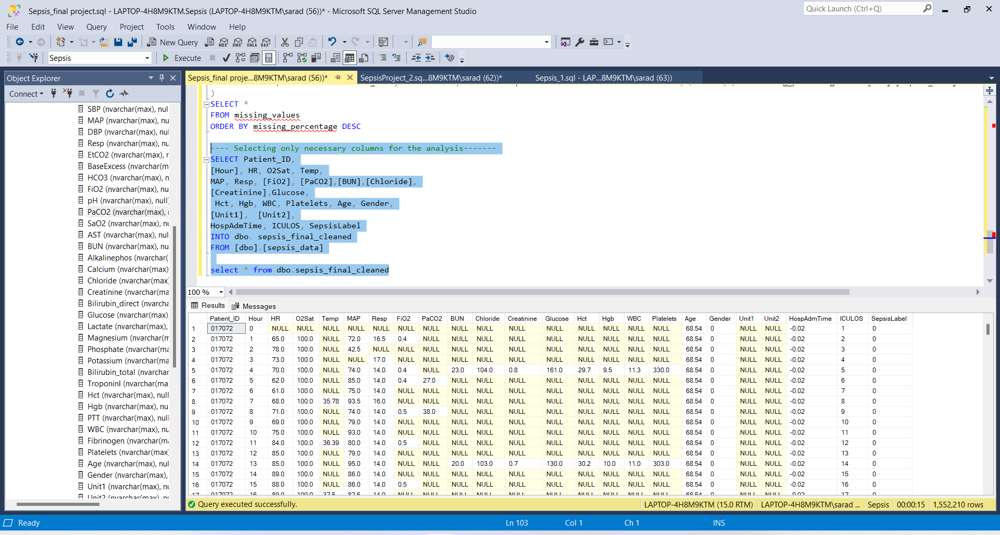 Sepsis_final project.sql - LAPTOP-4H8M9KTM.Sepsis (LAPTOP-4H8M9KTM\sarad (56))* - Microsoft SQL Server Management Studio
Quick Launch (Ctrl+Q)
File Edit View Query Project Tools Window Help
New Query MDX DMX XMLA DAX
Sepsis Execute
Object Explorer
Sepsis_final proje...8M9KTM\sarad (56))* SepsisProject_2.sq...8M9KTM\sarad (62))* Sepsis_1.sql - LAP...8M9KTM\sarad (63))
Connect
SBP (nvarchar(max), nul
MAP (nvarchar(max), nu
DBP (nvarchar(max), nul
Resp (nvarchar(max), nu
EtCO2 (nvarchar(max), r
BaseExcess (nvarchar(m
HCO3 (nvarchar(max), n
FiO2 (nvarchar(max), nu
pH (nvarchar(max), null)
PaCO2 (nvarchar(max), 
SaO2 (nvarchar(max), nu
AST (nvarchar(max), nul
BUN (nvarchar(max), nul
Alkalinephos (nvarchar(
Calcium (nvarchar(max)
Chloride (nvarchar(max)
Creatinine (nvarchar(ma
Bilirubin_direct (nvarcha
Glucose (nvarchar(max)
Lactate (nvarchar(max),
Magnesium (nvarchar(m
Phosphate (nvarchar(ma
Potassium (nvarchar(ma
Bilirubin_total (nvarchar
TroponinI (nvarchar(ma
Hct (nvarchar(max), null
Hgb (nvarchar(max), nu
PTT (nvarchar(max), nul
WBC (nvarchar(max), nu
Fibrinogen (nvarchar(ma
Platelets (nvarchar(max)
Age (nvarchar(max), nul
Gender (nvarchar(max),
Unit1 (nvarchar(max), nu
Unit2 (nvarchar(max), nu
)
SELECT *
FROM missing_values
ORDER BY missing_percentage DESC
---- Selecting only necessary columns for the analysis-------
SELECT Patient_ID,
[Hour], HR, O2Sat, Temp,
MAP, Resp, [FiO2], [PaCO2],[BUN],[Chloride],
[Creatinine],Glucose,
Hct, Hgb, WBC, Platelets, Age, Gender,
[Unit1], [Unit2],
HospAdmTime, ICULOS, SepsisLabel
INTO dbo. sepsis_final_cleaned
FROM [dbo].[sepsis_data]
select * from dbo.sepsis_final_cleaned
100 %
Results Messages
Patient_ID Hour HR O2Sat Temp MAP Resp FiO2 PaCO2 BUN Chloride Creatinine Glucose Hct Hgb WBC Platelets Age Gender Unit1 Unit2 HospAdmTime ICULOS SepsisLabel
1 017072 0 NULL NULL NULL NULL NULL NULL NULL NULL NULL NULL NULL NULL NULL NULL NULL 68.54 0 NULL NULL -0.02 1 0
2 017072 1 65.0 100.0 NULL 72.0 16.5 0.4 NULL NULL NULL NULL NULL NULL NULL NULL NULL 68.54 0 NULL NULL -0.02 2 0
3 017072 2 78.0 100.0 NULL 42.5 NULL NULL NULL NULL NULL NULL NULL NULL NULL NULL NULL 68.54 0 NULL NULL -0.02 3 0
4 017072 3 73.0 100.0 NULL NULL 17.0 NULL NULL NULL NULL NULL NULL NULL NULL NULL NULL 68.54 0 NULL NULL -0.02 4 0
5 017072 4 70.0 100.0 NULL 74.0 14.0 0.4 NULL 23.0 104.0 0.8 161.0 29.7 9.5 11.3 330.0 68.54 0 NULL NULL -0.02 5 0
6 017072 5 62.0 100.0 NULL 85.0 14.0 0.4 27.0 NULL NULL NULL NULL NULL NULL NULL NULL 68.54 0 NULL NULL -0.02 6 0
7 017072 6 61.0 100.0 NULL 75.0 14.0 NULL NULL NULL NULL NULL NULL NULL NULL NULL NULL 68.54 0 NULL NULL -0.02 7 0
8 017072 7 68.0 100.0 35.78 93.5 16.0 NULL NULL NULL NULL NULL NULL NULL NULL NULL NULL 68.54 0 NULL NULL -0.02 8 0
9 017072 8 71.0 100.0 NULL 74.0 14.0 0.5 38.0 NULL NULL NULL NULL NULL NULL NULL NULL 68.54 0 NULL NULL -0.02 9 0
10 017072 9 69.0 100.0 NULL 79.0 14.0 NULL NULL NULL NULL NULL NULL NULL NULL NULL NULL 68.54 0 NULL NULL -0.02 10 0
11 017072 10 75.0 100.0 NULL 93.0 14.0 NULL NULL NULL NULL NULL NULL NULL NULL NULL NULL 68.54 0 NULL NULL -0.02 11 0
12 017072 11 84.0 100.0 36.39 80.0 14.0 0.5 NULL NULL NULL NULL NULL NULL NULL NULL NULL 68.54 0 NULL NULL -0.02 12 0
13 017072 12 85.0 100.0 NULL 79.0 14.0 NULL NULL NULL NULL NULL NULL NULL NULL NULL NULL 68.54 0 NULL NULL -0.02 13 0
14 017072 13 85.0 100.0 NULL 95.0 14.0 NULL NULL 20.0 103.0 0.7 130.0 30.2 10.0 11.0 303.0 68.54 0 NULL NULL -0.02 14 0
15 017072 14 89.0 100.0 NULL 86.0 14.0 NULL NULL NULL NULL NULL NULL NULL NULL NULL NULL 68.54 0 NULL NULL -0.02 15 0
16 017072 15 88.0 100.0 NULL 86.0 14.0 0.5 NULL NULL NULL NULL NULL NULL NULL NULL NULL 68.54 0 NULL NULL -0.02 16 0
17 017072 16 89.0 100.0 37.5 82.5 14.0 NULL NULL NULL NULL NULL NULL NULL NULL NULL NULL 68.54 0 NULL NULL -0.02 17 0
Query executed successfully. LAPTOP-4H8M9KTM (15.0 RTM) LAPTOP-4H8M9KTM\sarad ... Sepsis 00:00:15 1,552,210 rows
Ready Ln 103 Col 1 Ch 1 INS